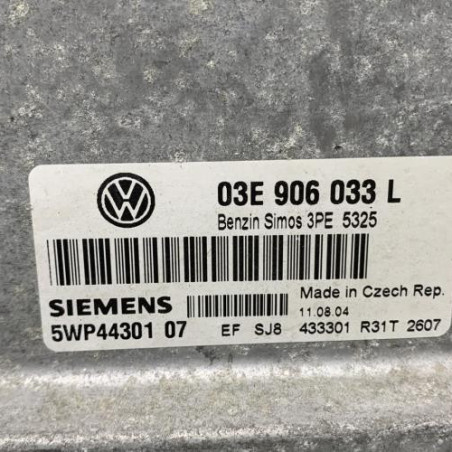 03E 906 033 L
Benzin Simos 3PE 5325
SIEMENS
Made in Czech Rep.
11.08.04
5WP44301 07
EF SJ8 433301 R31T 2607